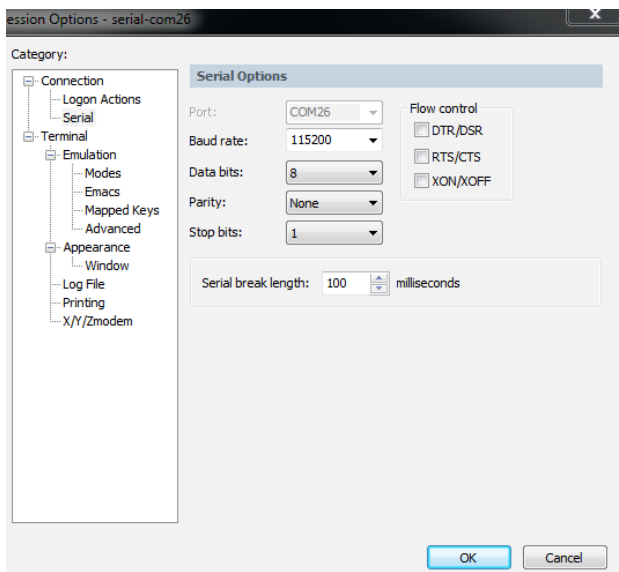 ession Options - serial-com26
x
Category:
Connection
Logon Actions
Serial
Terminal
Emulation
Modes
Emacs
Mapped Keys
Advanced
Appearance
Window
Log File
Printing
X/Y/Zmodem
Serial Options
Port: COM26
Baud rate: 115200
Data bits: 8
Parity: None
Stop bits: 1
Flow control
DTR/DSR
RTS/CTS
XON/XOFF
Serial break length: 100 milliseconds
OK Cancel